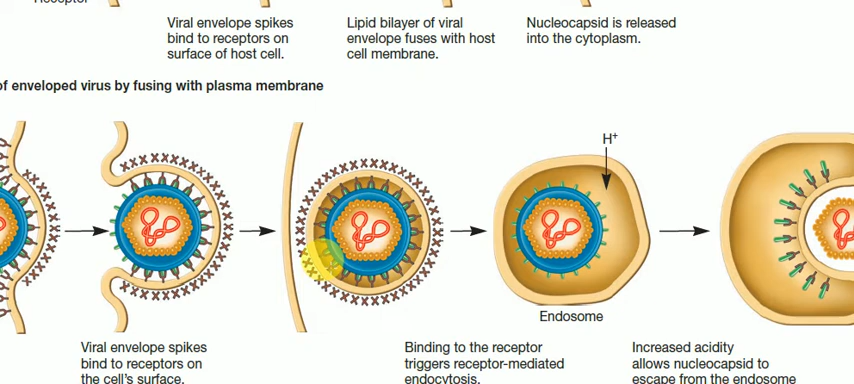 Receptor
Viral envelope spikes
bind to receptors on
surface of host cell.
Lipid bilayer of viral
envelope fuses with host
cell membrane.
Nucleocapsid is released
into the cytoplasm.
of enveloped virus by fusing with plasma membrane
H+
Endosome
Viral envelope spikes
bind to receptors on
the cell's surface.
Binding to the receptor
triggers receptor-mediated
endocytosis.
Increased acidity
allows nucleocapsid to
escape from the endosome